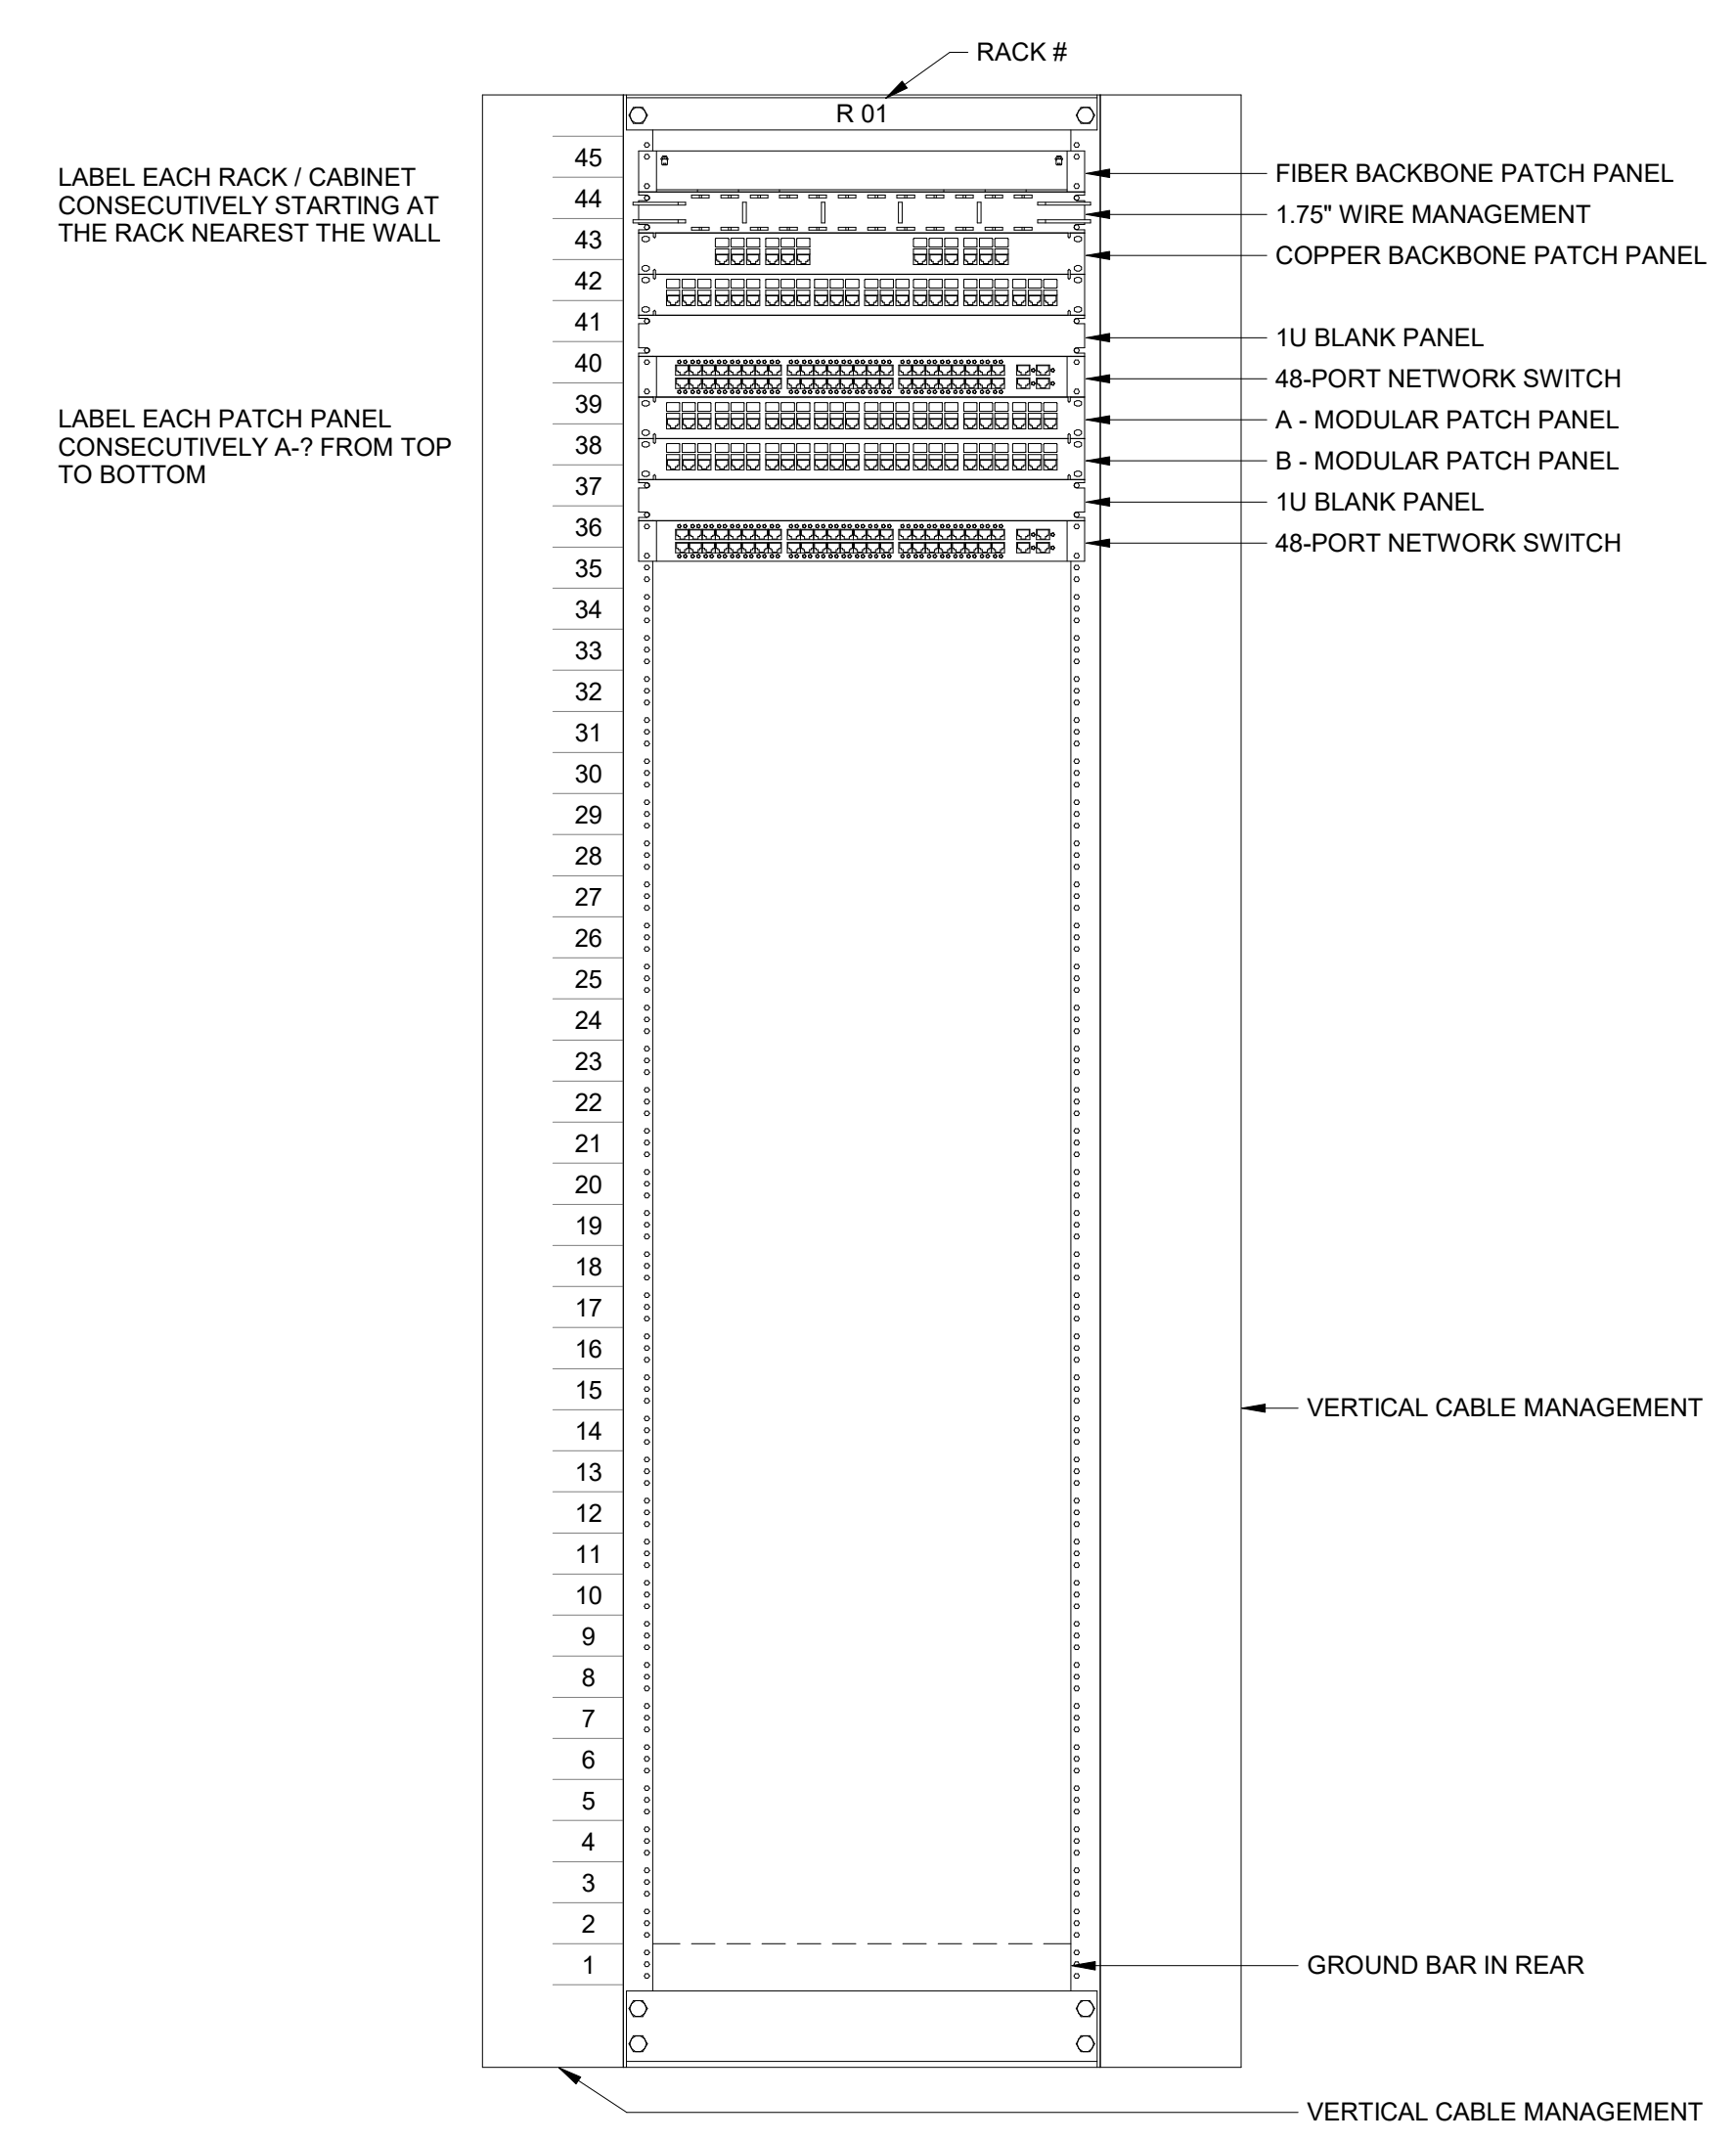 RACK #
R 01
LABEL EACH RACK / CABINET
CONSECUTIVELY STARTING AT
THE RACK NEAREST THE WALL
LABEL EACH PATCH PANEL
CONSECUTIVELY A-? FROM TOP
TO BOTTOM
45
44
43
42
41
40
39
38
37
36
35
34
33
32
31
30
29
28
27
26
25
24
23
22
21
20
19
18
17
16
15
14
13
12
11
10
9
8
7
6
5
4
3
2
1
FIBER BACKBONE PATCH PANEL
1.75" WIRE MANAGEMENT
COPPER BACKBONE PATCH PANEL
1U BLANK PANEL
48-PORT NETWORK SWITCH
A - MODULAR PATCH PANEL
B - MODULAR PATCH PANEL
1U BLANK PANEL
48-PORT NETWORK SWITCH
VERTICAL CABLE MANAGEMENT
GROUND BAR IN REAR
VERTICAL CABLE MANAGEMENT